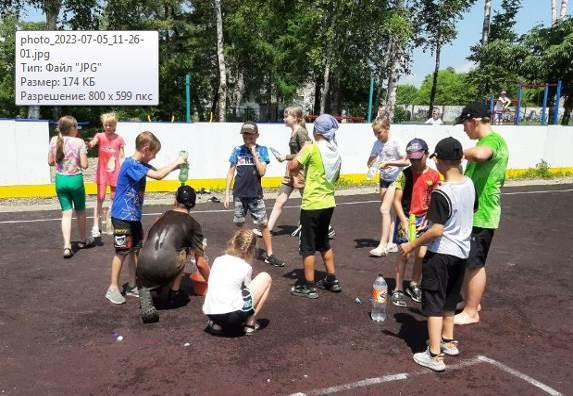 photo_2023-07-05_11-26-
01.jpg
Тип: Файл "JPG"
Размер: 174 КБ
Разрешение: 800 x 599 пкс